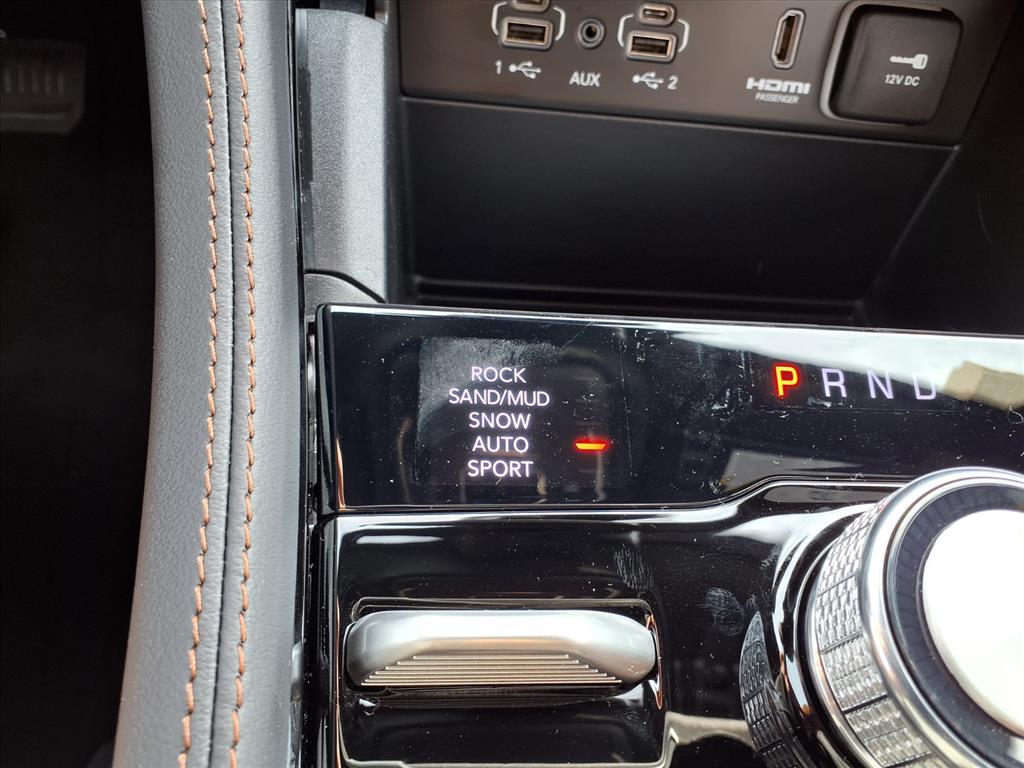 1
AUX
2
HDMI
PASSENGER
12V DC
ROCK
SAND/MUD
SNOW
AUTO
SPORT
P R N D